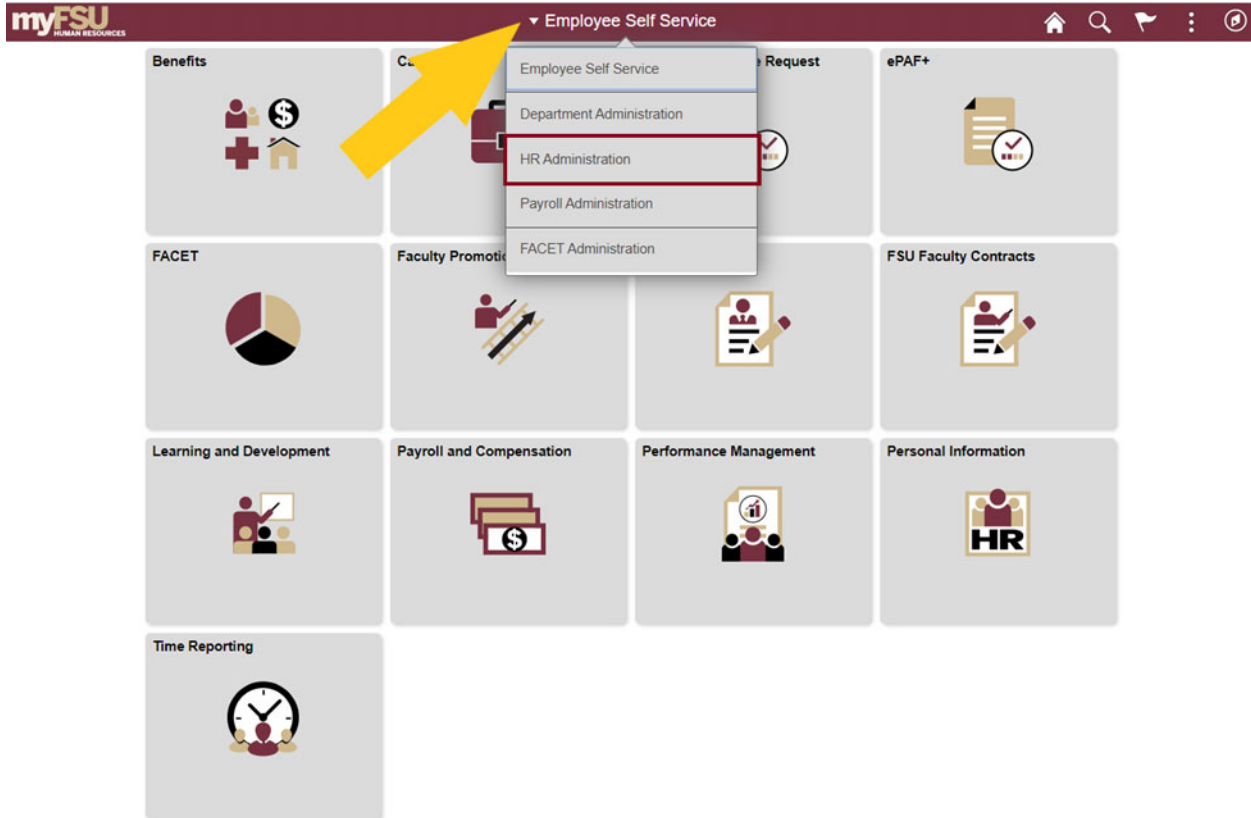 myFSU
HUMAN RESOURCES
Employee Self Service
Benefits
Employee Self Service
Request
ePAF+
Department Administration
HR Administration
Payroll Administration
FACET Administration
FACET
Faculty
FSU Faculty Contracts
Learning and Development
Payroll and Compensation
Performance Management
Personal Information
$
HR
Time Reporting